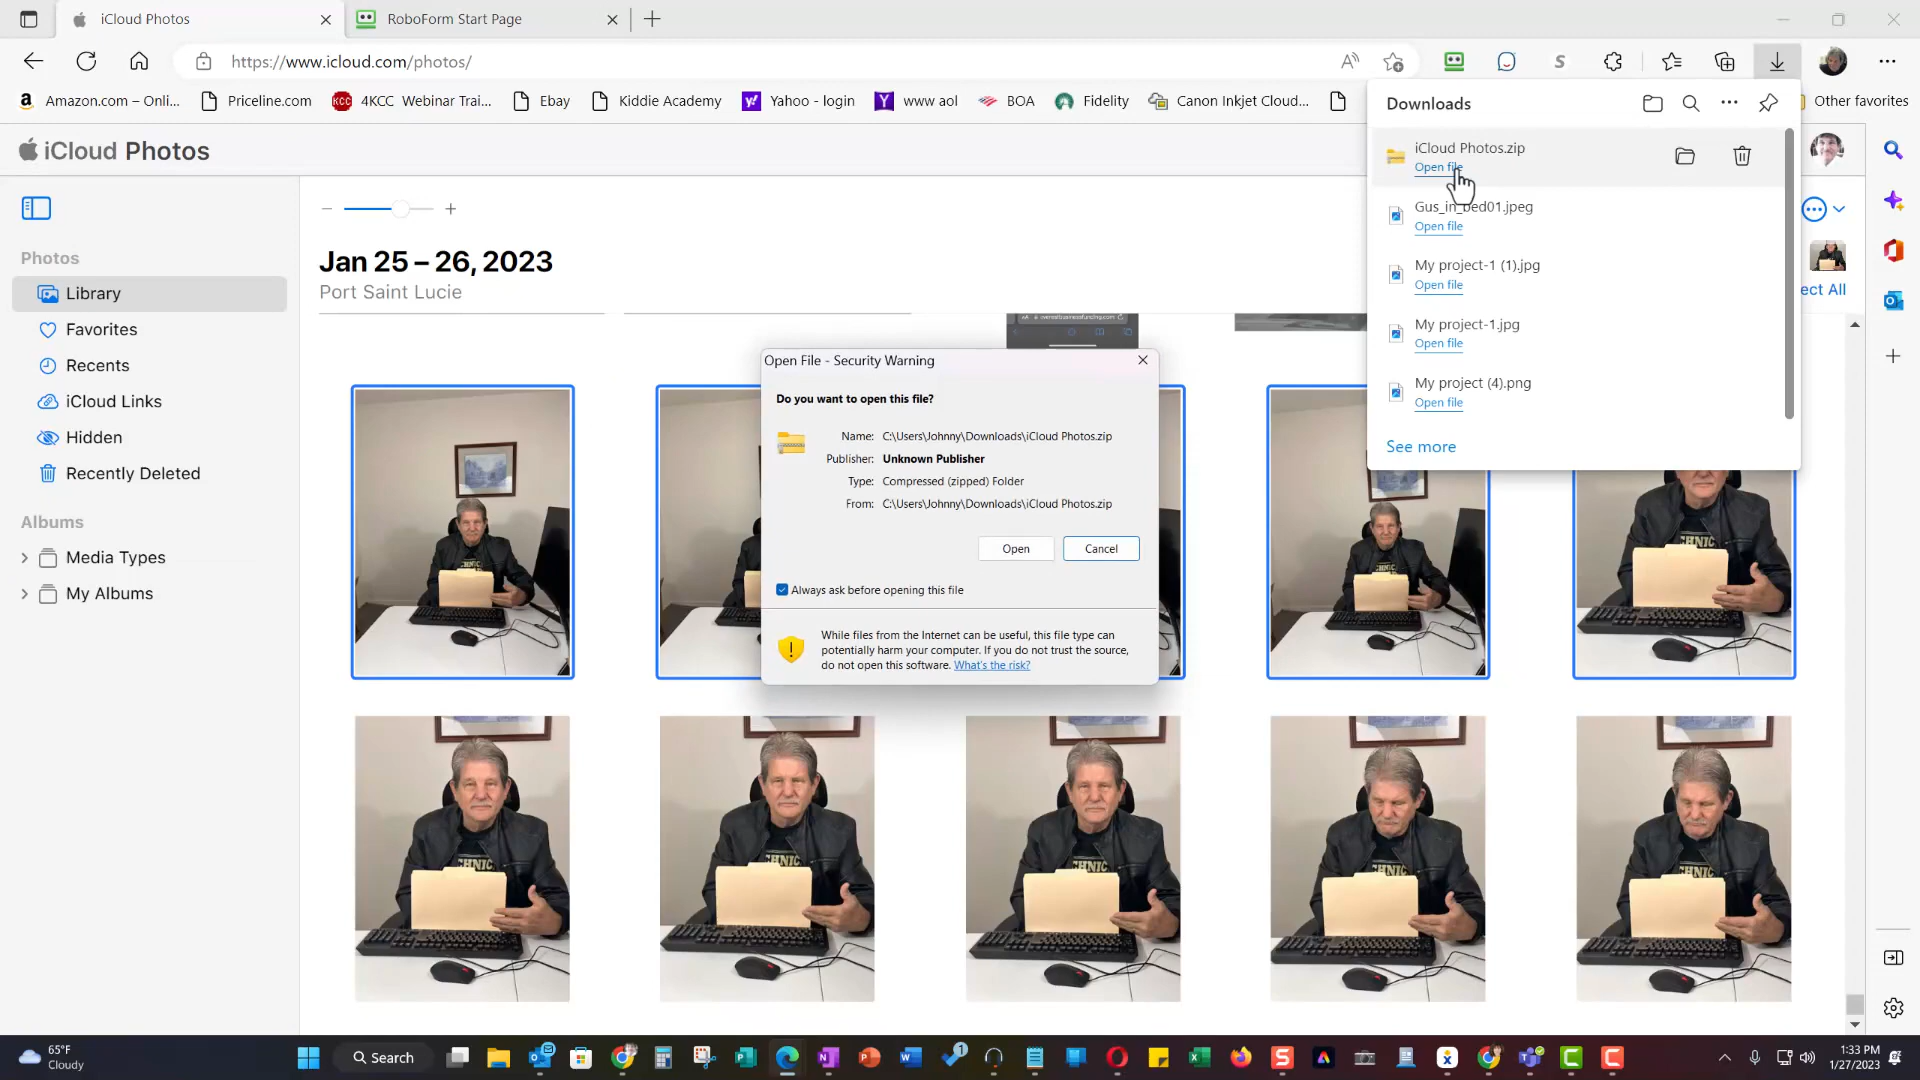 iCloud Photos
RoboForm Start Page
https://www.icloud.com/photos/
Amazon.com – Onli...
Priceline.com
4KCC Webinar Trai...
Ebay
Kiddie Academy
Yahoo - login
www aol
BOA
Fidelity
Canon Inkjet Cloud...
Other favorites
iCloud Photos
Photos
Library
Favorites
Recents
iCloud Links
Hidden
Recently Deleted
Albums
Media Types
My Albums
Jan 25 – 26, 2023
Port Saint Lucie
ect All
Downloads
iCloud Photos.zip
Open file
Gus_in_bed01.jpeg
Open file
My project-1 (1).jpg
Open file
My project-1.jpg
Open file
My project (4).png
Open file
See more
Open File - Security Warning
Do you want to open this file?
Name: C:\Users\Johnny\Downloads\iCloud Photos.zip
Publisher: Unknown Publisher
Type: Compressed (zipped) Folder
From: C:\Users\Johnny\Downloads\iCloud Photos.zip
Open
Cancel
Always ask before opening this file
While files from the Internet can be useful, this file type can
potentially harm your computer. If you do not trust the source,
do not open this software. What's the risk?
65°F
Cloudy
Search
1:33 PM
1/27/2023